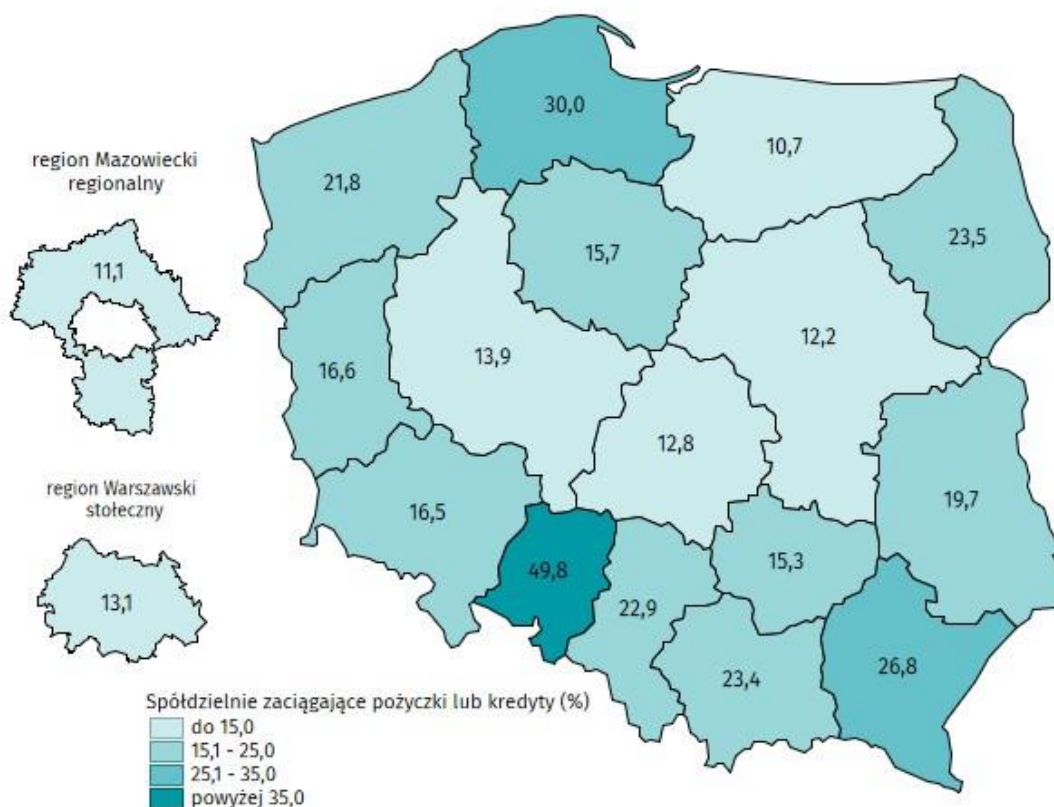 30,0
10,7
region Mazowiecki
regionalny
21,8
23,5
15,7
11,1
12,2
13,9
16,6
12,8
region Warszawski
stołeczny
19,7
16,5
15,3
49,8
13,1
22,9
26,8
23,4
Spółdzielnie zaciągające pożyczki lub kredyty (%)
do 15,0
15,1 - 25,0
25,1 - 35,0
powyżej 35,0